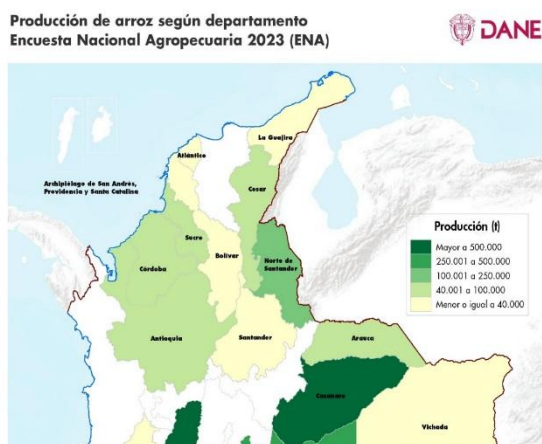 Producción de arroz según departamento
Encuesta Nacional Agropecuaria 2023 (ENA)
DANE
La Guajira
Atlántico
Cesar
Archipiélago de San Andrés,
Providencia y Santa Catalina
Sucre
Bolívar
Córdoba
Norte de
Santander
Producción (t)
Mayor a 500.000
250.001 a 500.000
100.001 a 250.000
40.001 a 100.000
Menor o igual a 40.000
Antioquia
Santander
Arauca
Casanare
Vichada